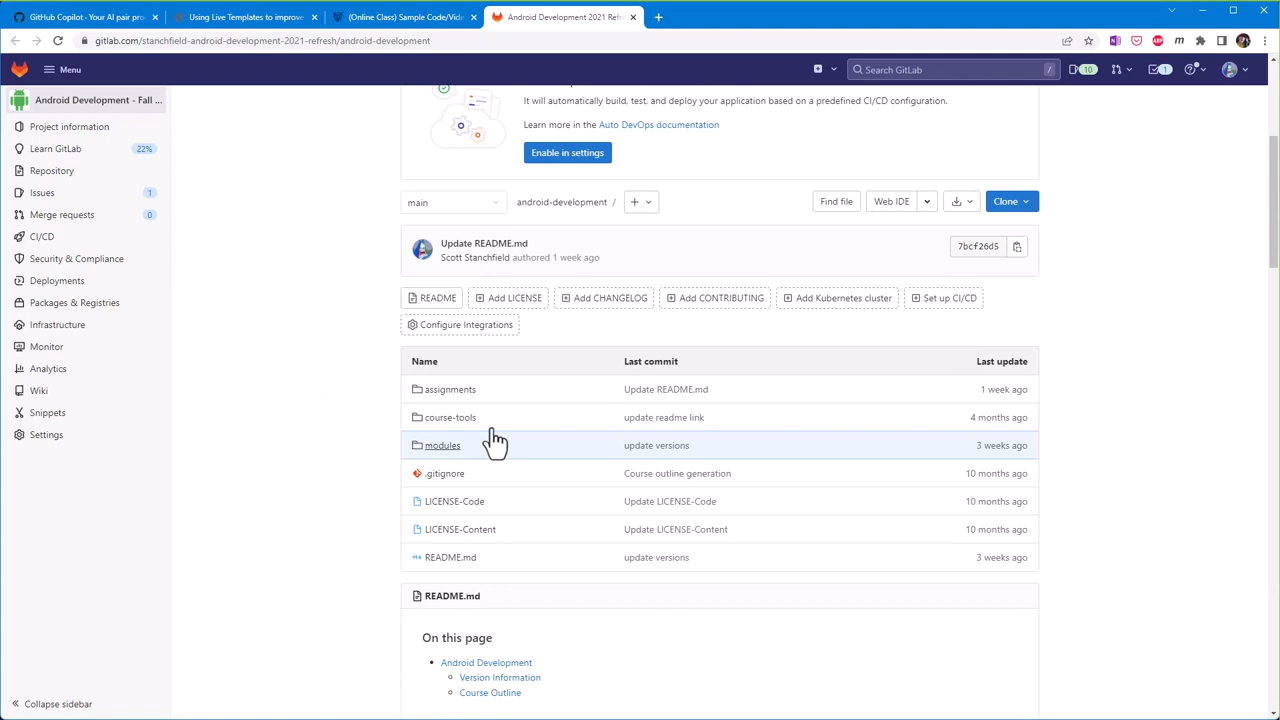 GitHub Copilot - Your AI pair pro
Using Live Templates to improve
(Online Class) Sample Code/Vide
Android Development 2021 Refr
gitlab.com/stanchfield-android-development-2021-refresh/android-development
Menu
Search GitLab
/
10
1
Android Development - Fall ...
Project information
Learn GitLab
22%
Repository
Issues
1
Merge requests
0
CI/CD
Security & Compliance
Deployments
Packages & Registries
Infrastructure
Monitor
Analytics
Wiki
Snippets
Settings
Collapse sidebar
It will automatically build, test, and deploy your application based on a predefined CI/CD configuration.
Learn more in the Auto DevOps documentation
Enable in settings
main
android-development /
Find file
Web IDE
Clone
Update README.md
Scott Stanchfield authored 1 week ago
7bcf26d5
README
Add LICENSE
Add CHANGELOG
Add CONTRIBUTING
Add Kubernetes cluster
Set up CI/CD
Configure Integrations
Name Last commit Last update
assignments Update README.md 1 week ago
course-tools update readme link 4 months ago
modules update versions 3 weeks ago
.gitignore Course outline generation 10 months ago
LICENSE-Code Update LICENSE-Code 10 months ago
LICENSE-Content Update LICENSE-Content 10 months ago
README.md update versions 3 weeks ago
README.md
On this page
Android Development
Version Information
Course Outline